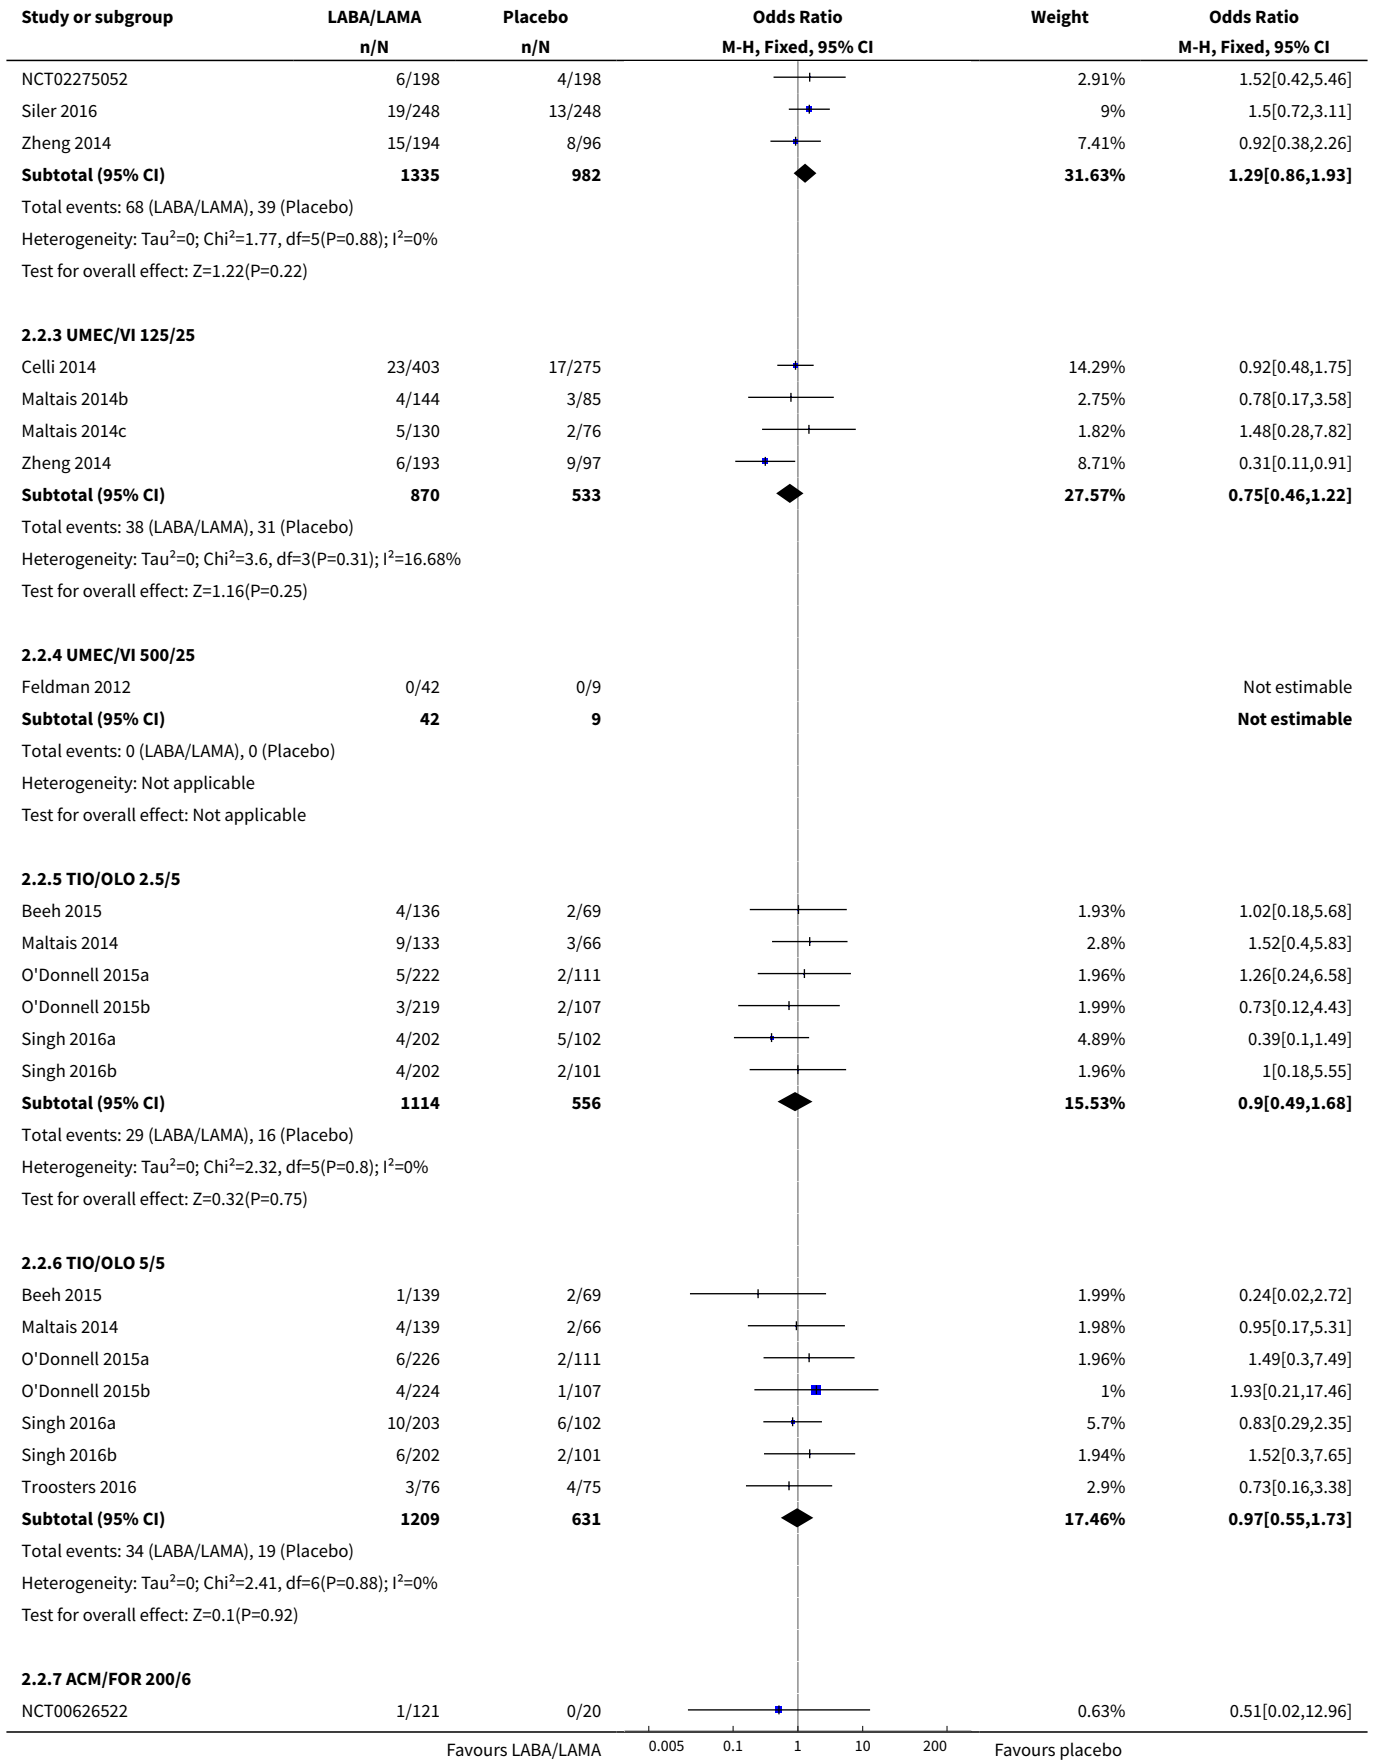 Study or subgroup LABA/LAMA Placebo Odds Ratio Weight Odds Ratio
n/N n/N M-H, Fixed, 95% CI M-H, Fixed, 95% CI
NCT02275052 6/198 4/198 2.91% 1.52[0.42,5.46]
Siler 2016 19/248 13/248 9% 1.5[0.72,3.11]
Zheng 2014 15/194 8/96 7.41% 0.92[0.38,2.26]
Subtotal (95% CI) 1335 982 31.63% 1.29[0.86,1.93]
Total events: 68 (LABA/LAMA), 39 (Placebo)
Heterogeneity: Tau²=0; Chi²=1.77, df=5(P=0.88); I²=0%
Test for overall effect: Z=1.22(P=0.22)
2.2.3 UMEC/VI 125/25
Celli 2014 23/403 17/275 14.29% 0.92[0.48,1.75]
Maltais 2014b 4/144 3/85 2.75% 0.78[0.17,3.58]
Maltais 2014c 5/130 2/76 1.82% 1.48[0.28,7.82]
Zheng 2014 6/193 9/97 8.71% 0.31[0.11,0.91]
Subtotal (95% CI) 870 533 27.57% 0.75[0.46,1.22]
Total events: 38 (LABA/LAMA), 31 (Placebo)
Heterogeneity: Tau²=0; Chi²=3.6, df=3(P=0.31); I²=16.68%
Test for overall effect: Z=1.16(P=0.25)
2.2.4 UMEC/VI 500/25
Feldman 2012 0/42 0/9 Not estimable
Subtotal (95% CI) 42 9 Not estimable
Total events: 0 (LABA/LAMA), 0 (Placebo)
Heterogeneity: Not applicable
Test for overall effect: Not applicable
2.2.5 TIO/OLO 2.5/5
Beeh 2015 4/136 2/69 1.93% 1.02[0.18,5.68]
Maltais 2014 9/133 3/66 2.8% 1.52[0.4,5.83]
O'Donnell 2015a 5/222 2/111 1.96% 1.26[0.24,6.58]
O'Donnell 2015b 3/219 2/107 1.99% 0.73[0.12,4.43]
Singh 2016a 4/202 5/102 4.89% 0.39[0.1,1.49]
Singh 2016b 4/202 2/101 1.96% 1[0.18,5.55]
Subtotal (95% CI) 1114 556 15.53% 0.9[0.49,1.68]
Total events: 29 (LABA/LAMA), 16 (Placebo)
Heterogeneity: Tau²=0; Chi²=2.32, df=5(P=0.8); I²=0%
Test for overall effect: Z=0.32(P=0.75)
2.2.6 TIO/OLO 5/5
Beeh 2015 1/139 2/69 1.99% 0.24[0.02,2.72]
Maltais 2014 4/139 2/66 1.98% 0.95[0.17,5.31]
O'Donnell 2015a 6/226 2/111 1.96% 1.49[0.3,7.49]
O'Donnell 2015b 4/224 1/107 1% 1.93[0.21,17.46]
Singh 2016a 10/203 6/102 5.7% 0.83[0.29,2.35]
Singh 2016b 6/202 2/101 1.94% 1.52[0.3,7.65]
Troosters 2016 3/76 4/75 2.9% 0.73[0.16,3.38]
Subtotal (95% CI) 1209 631 17.46% 0.97[0.55,1.73]
Total events: 34 (LABA/LAMA), 19 (Placebo)
Heterogeneity: Tau²=0; Chi²=2.41, df=6(P=0.88); I²=0%
Test for overall effect: Z=0.1(P=0.92)
2.2.7 ACM/FOR 200/6
NCT00626522 1/121 0/20 0.63% 0.51[0.02,12.96]
Favours LABA/LAMA 0.005 0.1 1 10 200 Favours placebo